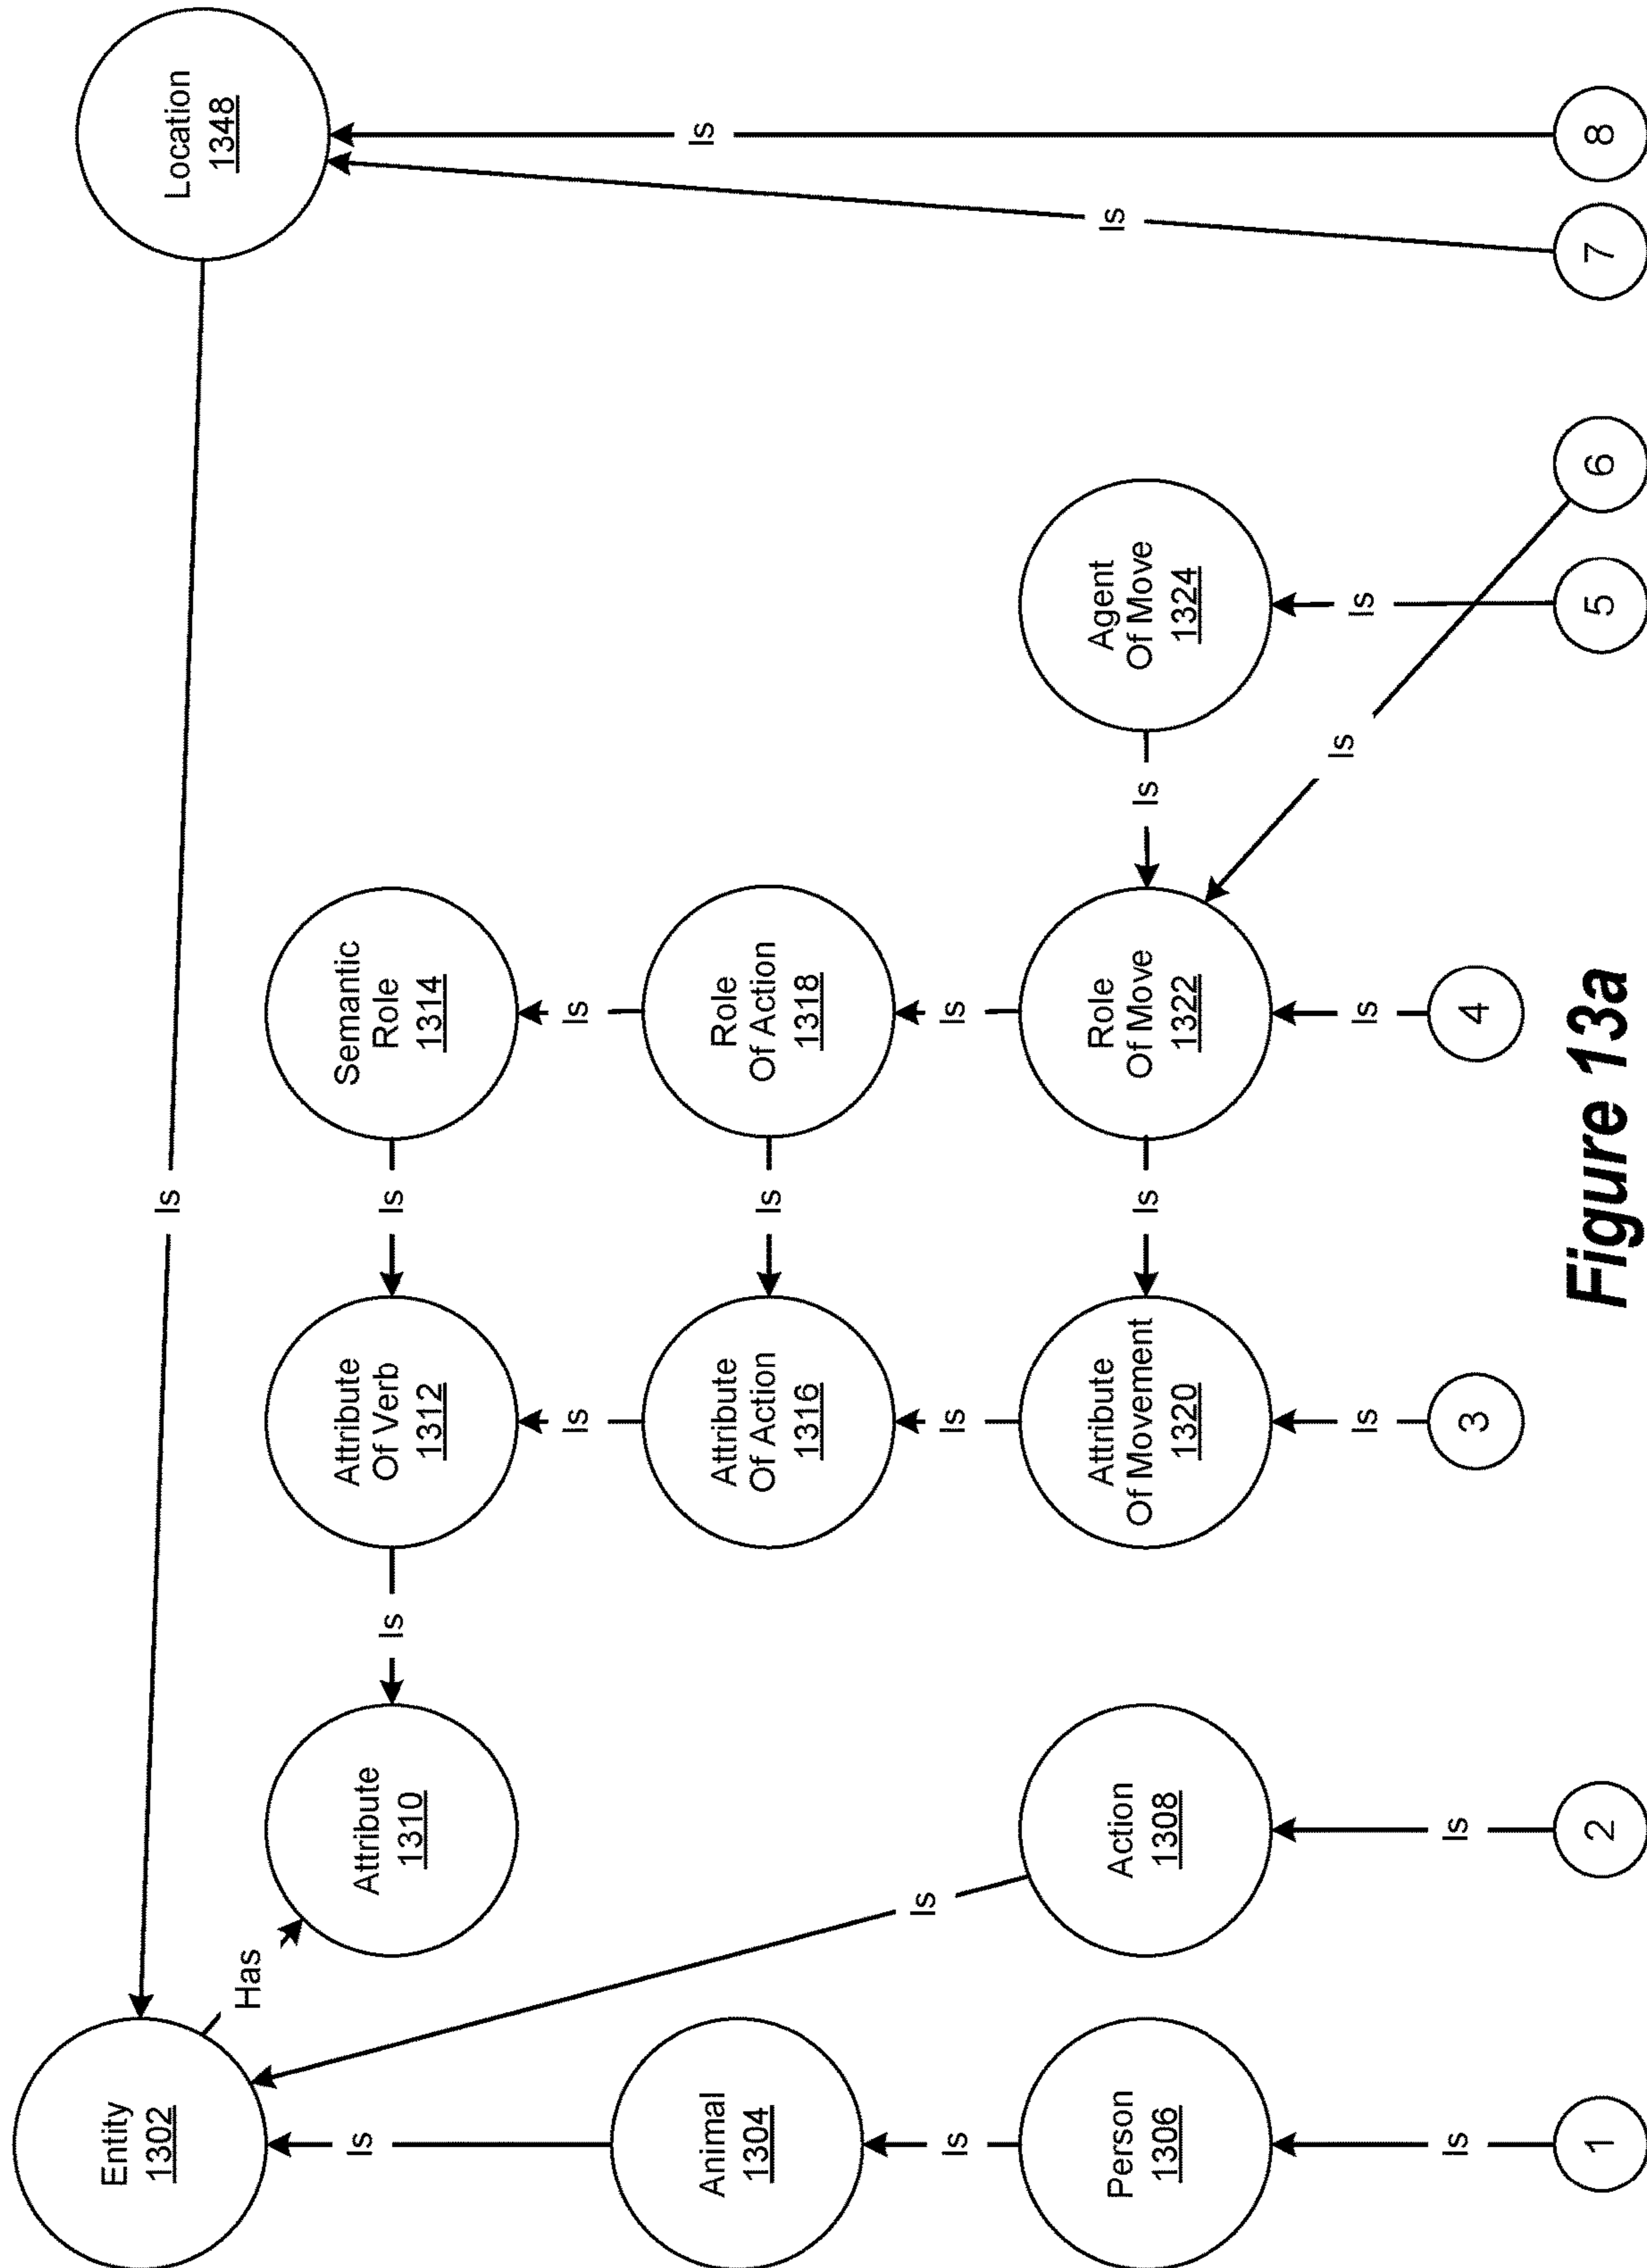 Entity
1302
Location
1348
Is
Has
Attribute
1310
Is
Attribute
Of Verb
1312
Is
Semantic
Role
1314
Is
Is
Is
Is
Is
Is
Animal
1304
Attribute
Of Action
1316
Is
Role
Of Action
1318
Is
Is
Is
Is
Person
1306
Action
1308
Attribute
Of Movement
1320
Is
Role
Of Move
1322
Is
Agent
Of Move
1324
Is
Is
Is
Is
Is
Is
3
4
1
2
5
6
7
8
Figure 13a